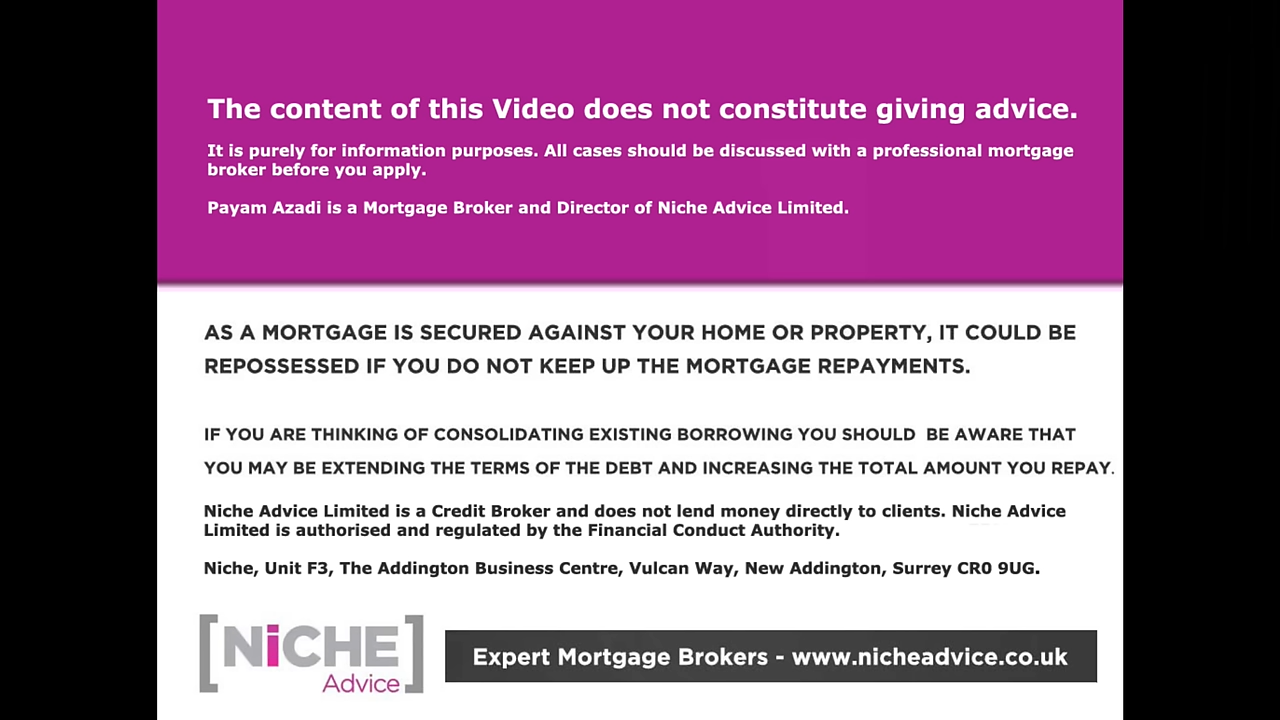 The content of this Video does not constitute giving advice.
It is purely for information purposes. All cases should be discussed with a professional mortgage
broker before you apply.
Payam Azadi is a Mortgage Broker and Director of Niche Advice Limited.
AS A MORTGAGE IS SECURED AGAINST YOUR HOME OR PROPERTY, IT COULD BE
REPOSSESSED IF YOU DO NOT KEEP UP THE MORTGAGE REPAYMENTS.
IF YOU ARE THINKING OF CONSOLIDATING EXISTING BORROWING YOU SHOULD BE AWARE THAT
YOU MAY BE EXTENDING THE TERMS OF THE DEBT AND INCREASING THE TOTAL AMOUNT YOU REPAY.
Niche Advice Limited is a Credit Broker and does not lend money directly to clients. Niche Advice
Limited is authorised and regulated by the Financial Conduct Authority.
Niche, Unit F3, The Addington Business Centre, Vulcan Way, New Addington, Surrey CR0 9UG.
[NiCHE
Advice]
Expert Mortgage Brokers - www.nicheadvice.co.uk